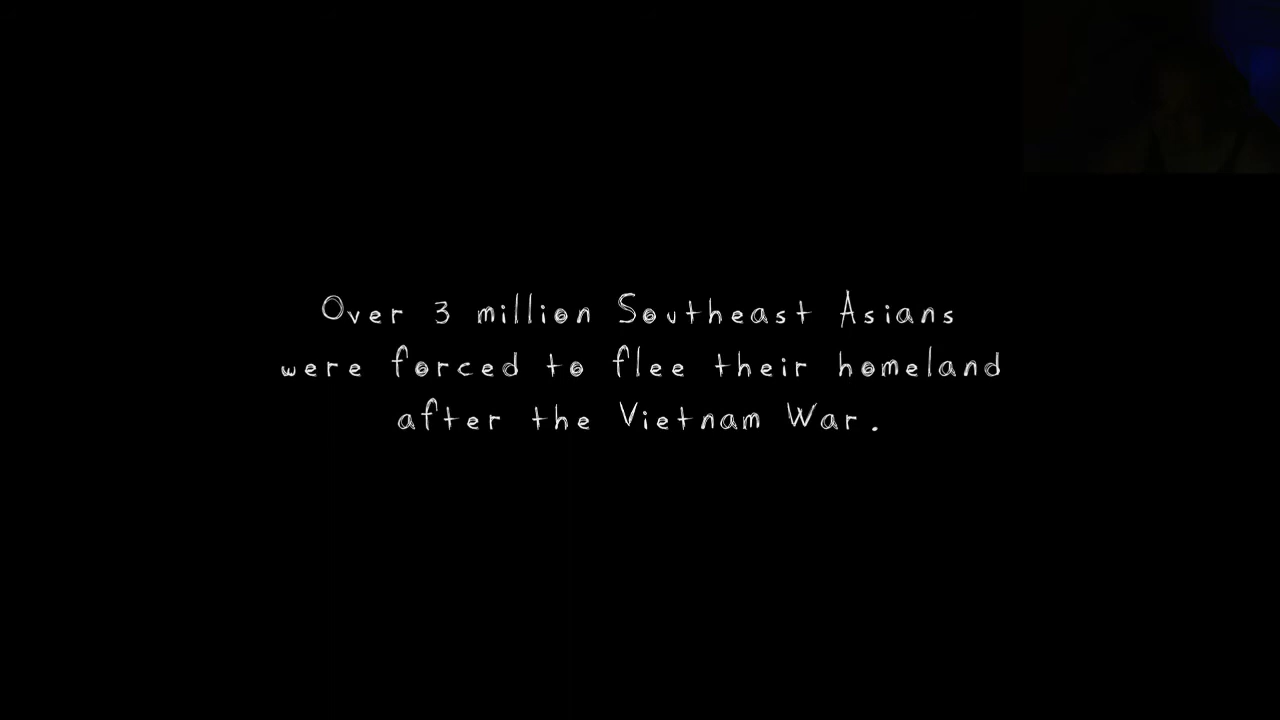 Over 3 million Southeast Asians
were forced to flee their homeland
after the Vietnam War.